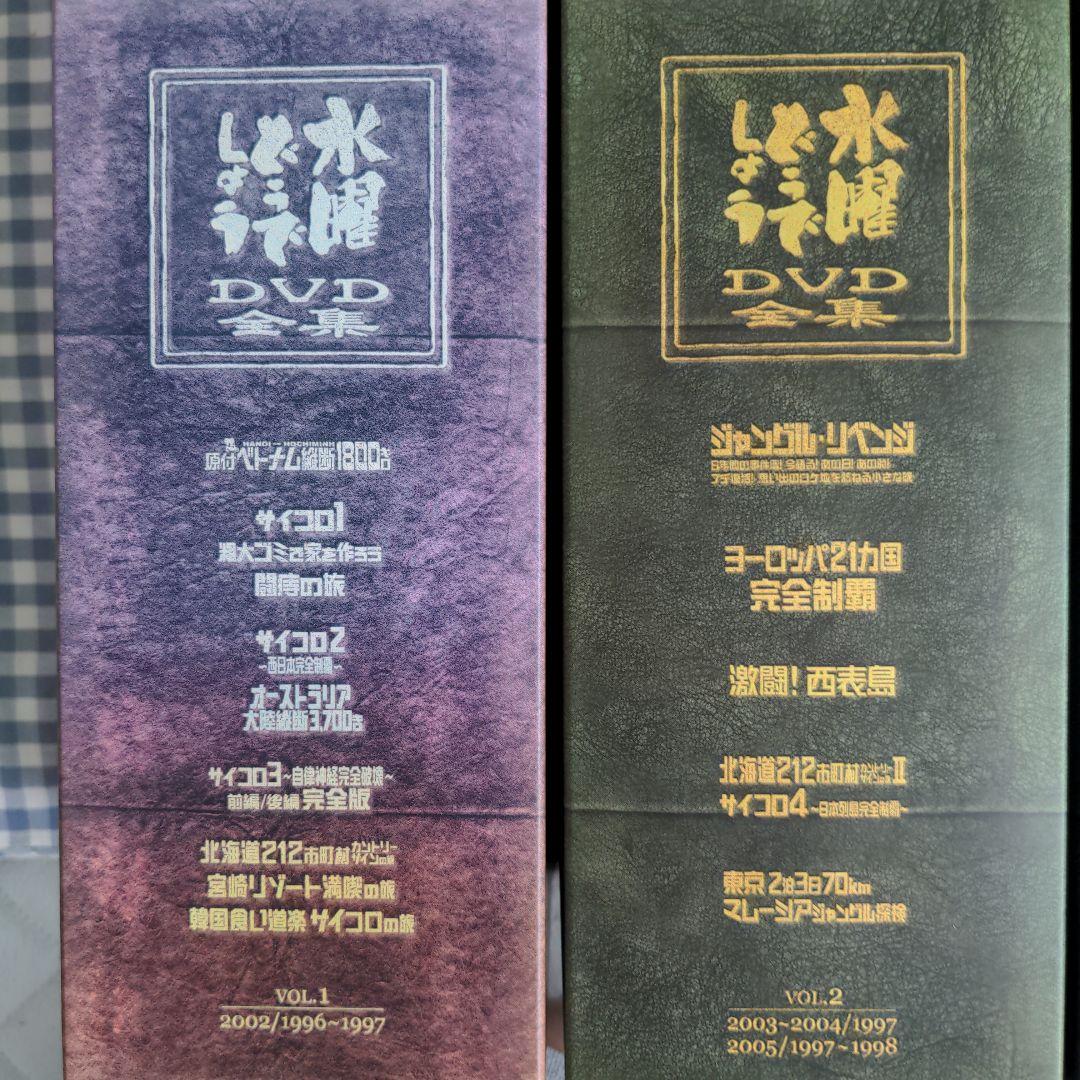 水曜
どうで
しょう
DVD
全集
HANOI ー HOCHIMINH
原付ベトナム縦断1800キロ
サイコロ1
粗大ゴミで家を作ろう
闘痔の旅
サイコロ2
~西日本完全制覇~
オーストラリア
大陸縦断3,700キロ
サイコロ3~自律神経完全破壊~
前編/後編 完全版
北海道212市町村カントリー
サインの旅
宮崎リゾート満喫の旅
韓国食い道楽サイコロの旅
VOL.1
2002/1996~1997
水曜
どうで
しょう
DVD
全集
ジャングル・リベンジ
ヨーロッパ21カ国
完全制覇
激闘!西表島
北海道212市町村カントリー
サインの旅II
サイコロ4~日本列島完全制覇~
東京2泊3日70km
マレーシアジャングル探検
VOL.2
2003~2004/1997
2005/1997~1998